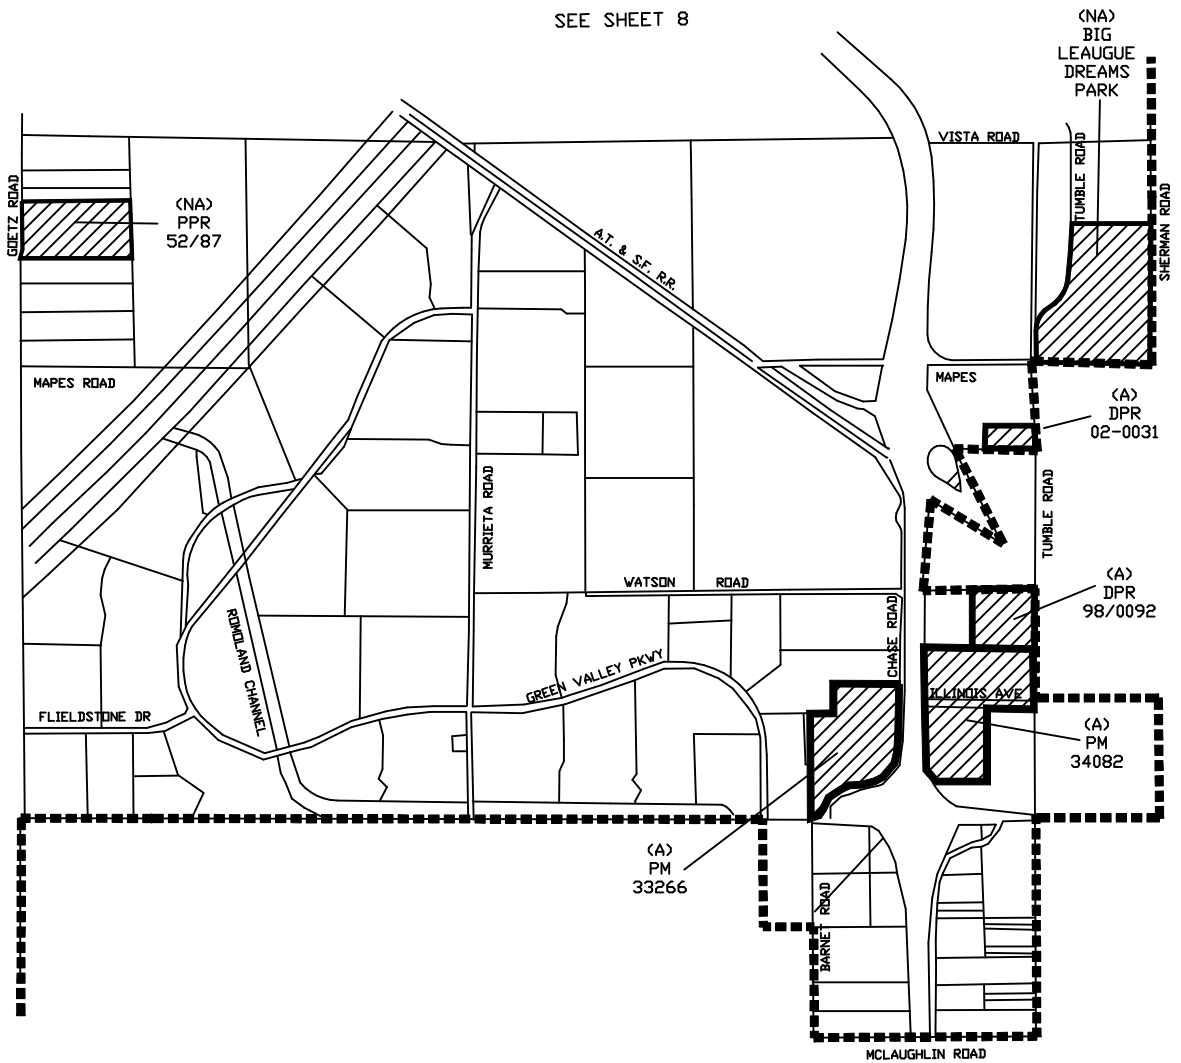 SEE SHEET 8
(NA)
BIG
LEAUGUE
DREAMS
PARK
VISTA ROAD
TUMBLE ROAD
SHERMAN ROAD
GOETZ ROAD
(NA)
PPR
52/87
A.T. & S.F. R.R.
MAPES ROAD
MAPES
(A)
DPR
02-0031
MURRIETA ROAD
TUMBLE ROAD
WATSON ROAD
(A)
DPR
98/0092
CHASE ROAD
ROMOLAND CHANNEL
GREEN VALLEY PKWY
ILLINOIS AVE
FLIELDSTONE DR
(A)
PM
34082
(A)
PM
33266
BARNET ROAD
MCLAUGHLIN ROAD